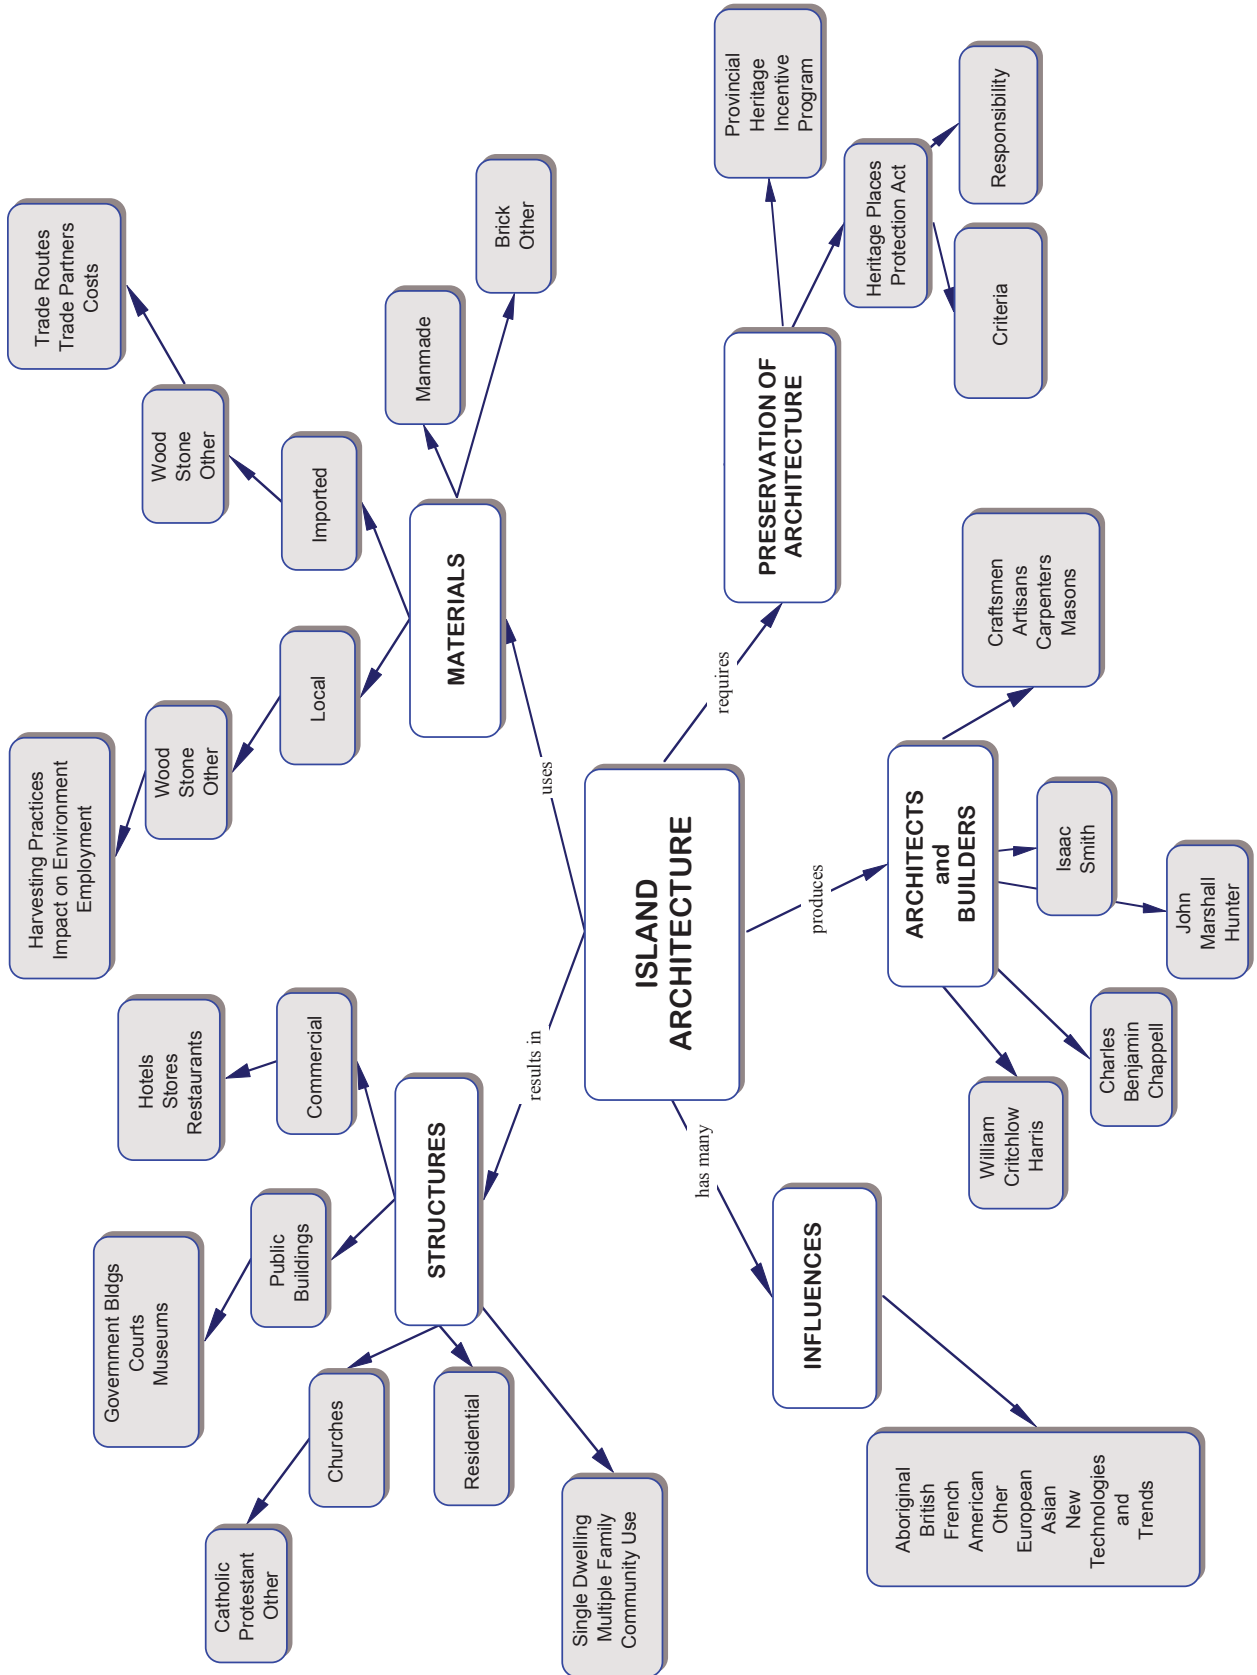 Catholic
Protestant
Other
Government Bldgs
Courts
Museums
Hotels
Stores
Restaurants
Harvesting Practices
Impact on Environment
Employment
Trade Routes
Trade Partners
Costs
Churches
Public
Buildings
Commercial
Wood
Stone
Other
Wood
Stone
Other
Local
Imported
Residential
STRUCTURES
MATERIALS
Manmade
Brick
Other
Single Dwelling
Multiple Family
Community Use
results in
uses
ISLAND
ARCHITECTURE
has many
produces
requires
INFLUENCES
PRESERVATION OF
ARCHITECTURE
Provincial
Heritage
Incentive
Program
Heritage Places
Protection Act
Criteria
Responsibility
Aboriginal
British
French
American
Other
European
Asian
New
Technologies
and
Trends
ARCHITECTS
and
BUILDERS
William
Critchlow
Harris
Charles
Benjamin
Chappell
Isaac
Smith
John
Marshall
Hunter
Craftsmen
Artisans
Carpenters
Masons